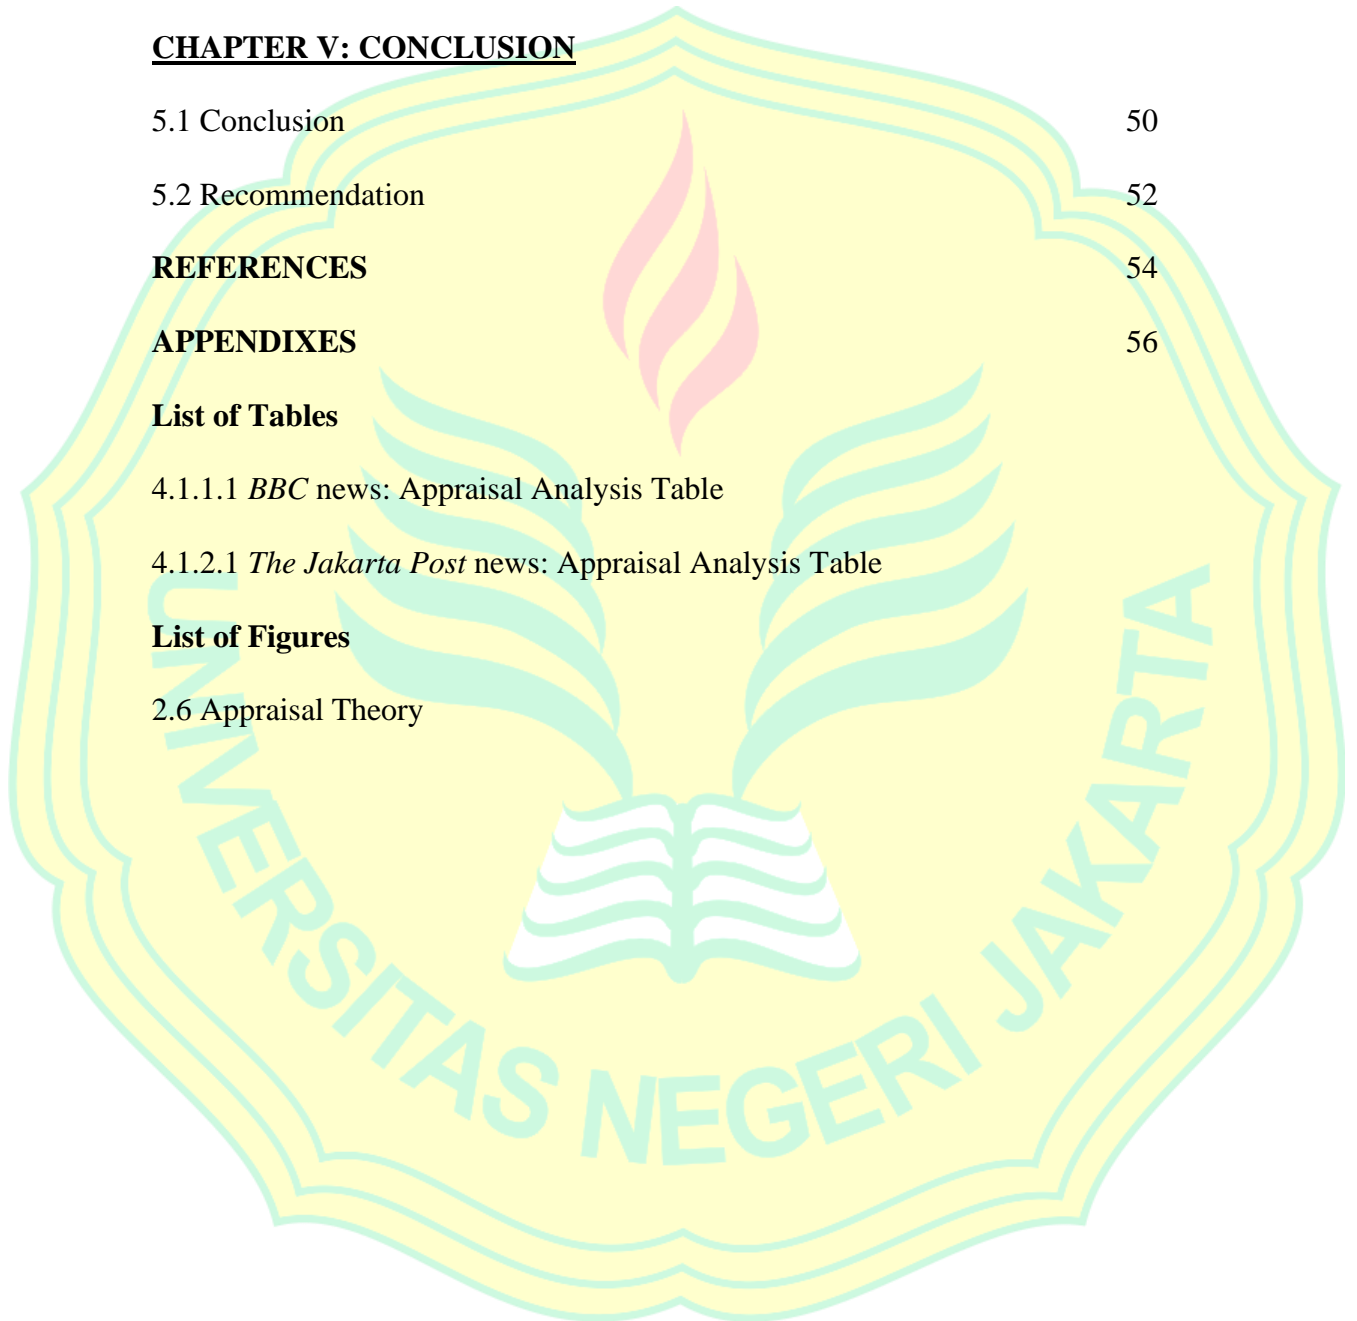 CHAPTER V: CONCLUSION
5.1 Conclusion 50
5.2 Recommendation 52
REFERENCES 54
APPENDIXES 56
List of Tables
4.1.1.1 BBC news: Appraisal Analysis Table
4.1.2.1 The Jakarta Post news: Appraisal Analysis Table
List of Figures
2.6 Appraisal Theory
UNIVERSITAS NEGERI JAKARTA